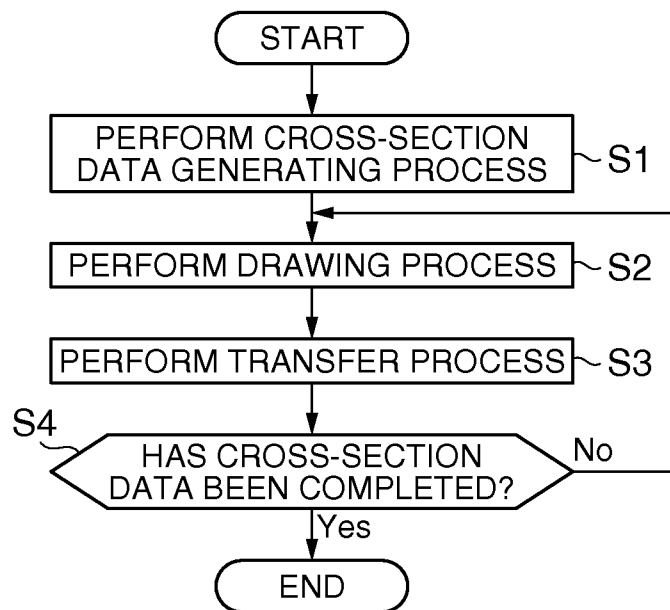 START
PERFORM CROSS-SECTION
DATA GENERATING PROCESS
S1
PERFORM DRAWING PROCESS
S2
PERFORM TRANSFER PROCESS
S3
S4
HAS CROSS-SECTION
DATA BEEN COMPLETED?
No
Yes
END